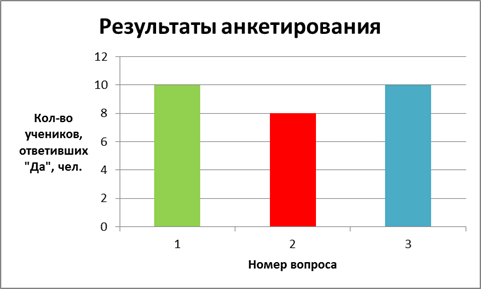 Результаты анкетирования
Кол-во
учеников,
ответивших
"Да", чел.
12
10
8
6
4
2
0
1 2 3
Номер вопроса